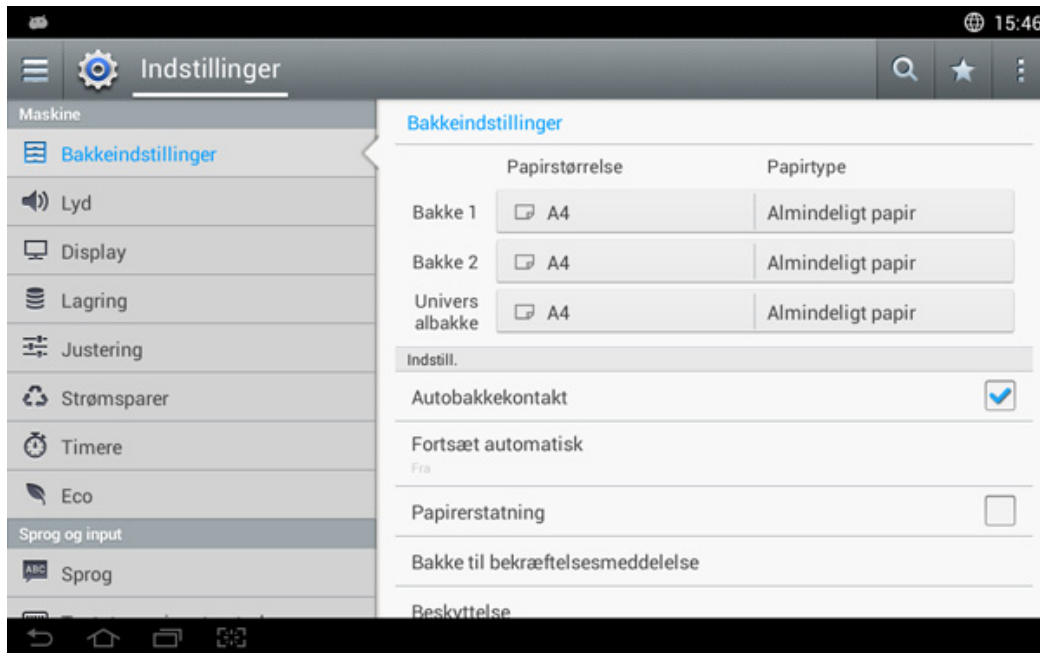 15:46
Indstillinger
Maskine
Bakkeindstillinger
Lyd
Display
Lagring
Justering
Strømsparer
Timere
Eco
Sprog og input
ABC
Sprog
Bakkeindstillinger
Papirstørrelse Papirtype
Bakke 1 A4 Almindeligt papir
Bakke 2 A4 Almindeligt papir
Univers
albakke A4 Almindeligt papir
Indstill.
Autobakkekontakt
Fortsæt automatisk
Fra
Papirerstatning
Bakke til bekræftelsesmeddelelse
Beskyttelse